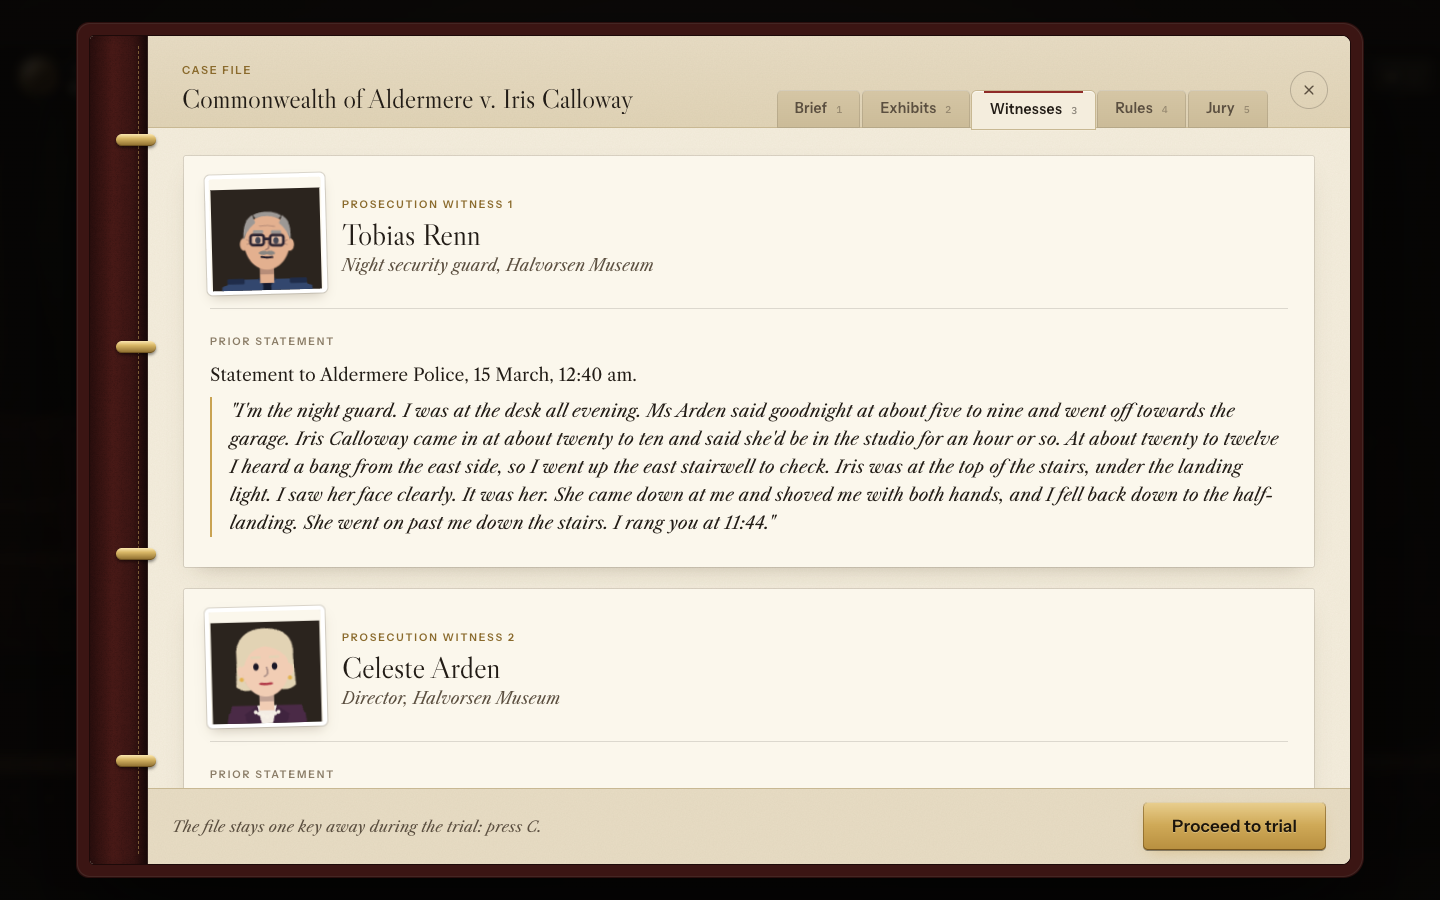 CASE FILE
Commonwealth of Aldermere v. Iris Calloway
Brief 1
Exhibits 2
Witnesses 3
Rules 4
Jury 5
×
PROSECUTION WITNESS 1
Tobias Renn
Night security guard, Halvorsen Museum
PRIOR STATEMENT
Statement to Aldermere Police, 15 March, 12:40 am.
"I'm the night guard. I was at the desk all evening. Ms Arden said goodnight at about five to nine and went off towards the
garage. Iris Calloway came in at about twenty to ten and said she'd be in the studio for an hour or so. At about twenty to twelve
I heard a bang from the east side, so I went up the east stairwell to check. Iris was at the top of the stairs, under the landing
light. I saw her face clearly. It was her. She came down at me and shoved me with both hands, and I fell back down to the half-
landing. She went on past me down the stairs. I rang you at 11:44."
PROSECUTION WITNESS 2
Celeste Arden
Director, Halvorsen Museum
PRIOR STATEMENT
The file stays one key away during the trial: press C.
Proceed to trial